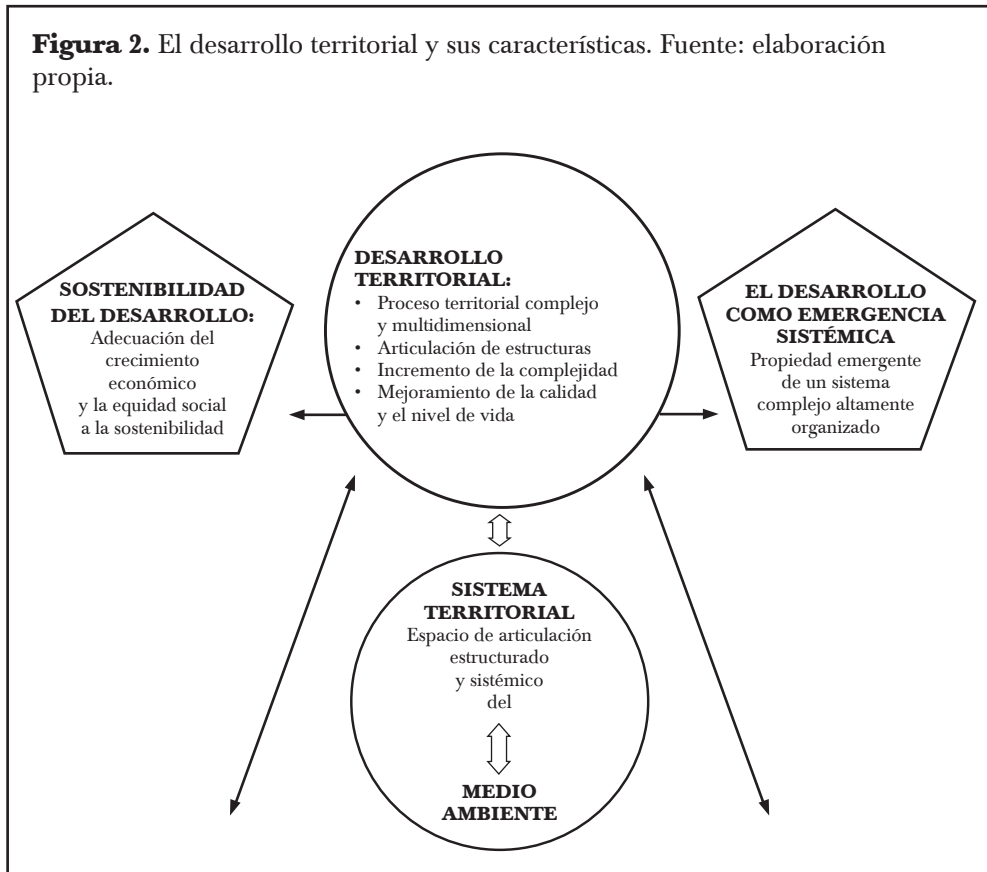 Figura 2. El desarrollo territorial y sus características. Fuente: elaboración
propia.
SOSTENIBILIDAD
DEL DESARROLLO:
Adecuación del
crecimiento
económico
y la equidad social
a la sostenibilidad
DESARROLLO
TERRITORIAL:
• Proceso territorial complejo
y multidimensional
• Articulación de estructuras
• Incremento de la complejidad
• Mejoramiento de la calidad
y el nivel de vida
EL DESARROLLO
COMO EMERGENCIA
SISTÉMICA
Propiedad emergente
de un sistema
complejo altamente
organizado
SISTEMA
TERRITORIAL
Espacio de articulación
estructurado
y sistémico
del
MEDIO
AMBIENTE